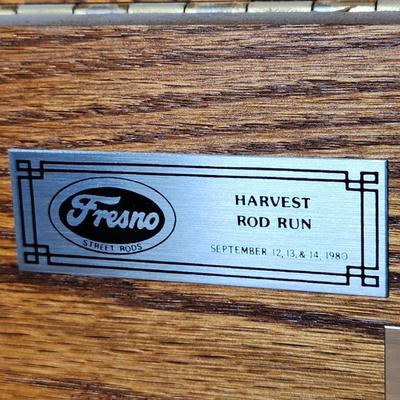 Fresno
STREET RODS
HARVEST
ROD RUN
SEPTEMBER 12, 13, & 14, 1980